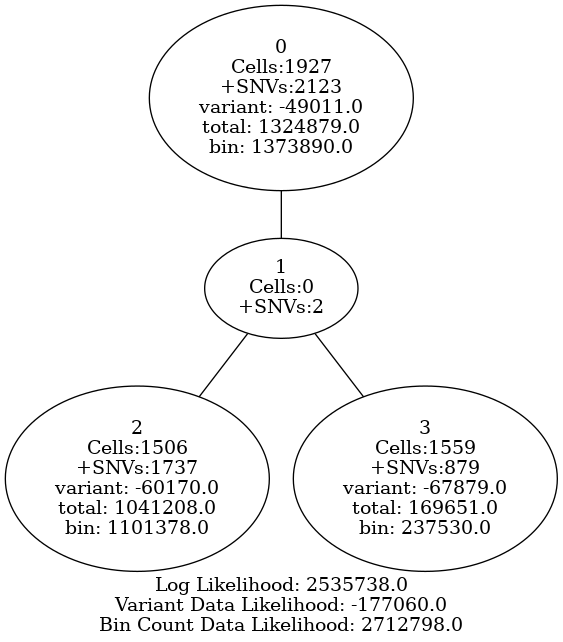 0
Cells:1927
+SNVs:2123
variant: -49011.0
total: 1324879.0
bin: 1373890.0
1
Cells:0
+SNVs:2
2
Cells:1506
+SNVs:1737
variant: -60170.0
total: 1041208.0
bin: 1101378.0
3
Cells:1559
+SNVs:879
variant: -67879.0
total: 169651.0
bin: 237530.0
Log Likelihood: 2535738.0
Variant Data Likelihood: -177060.0
Bin Count Data Likelihood: 2712798.0